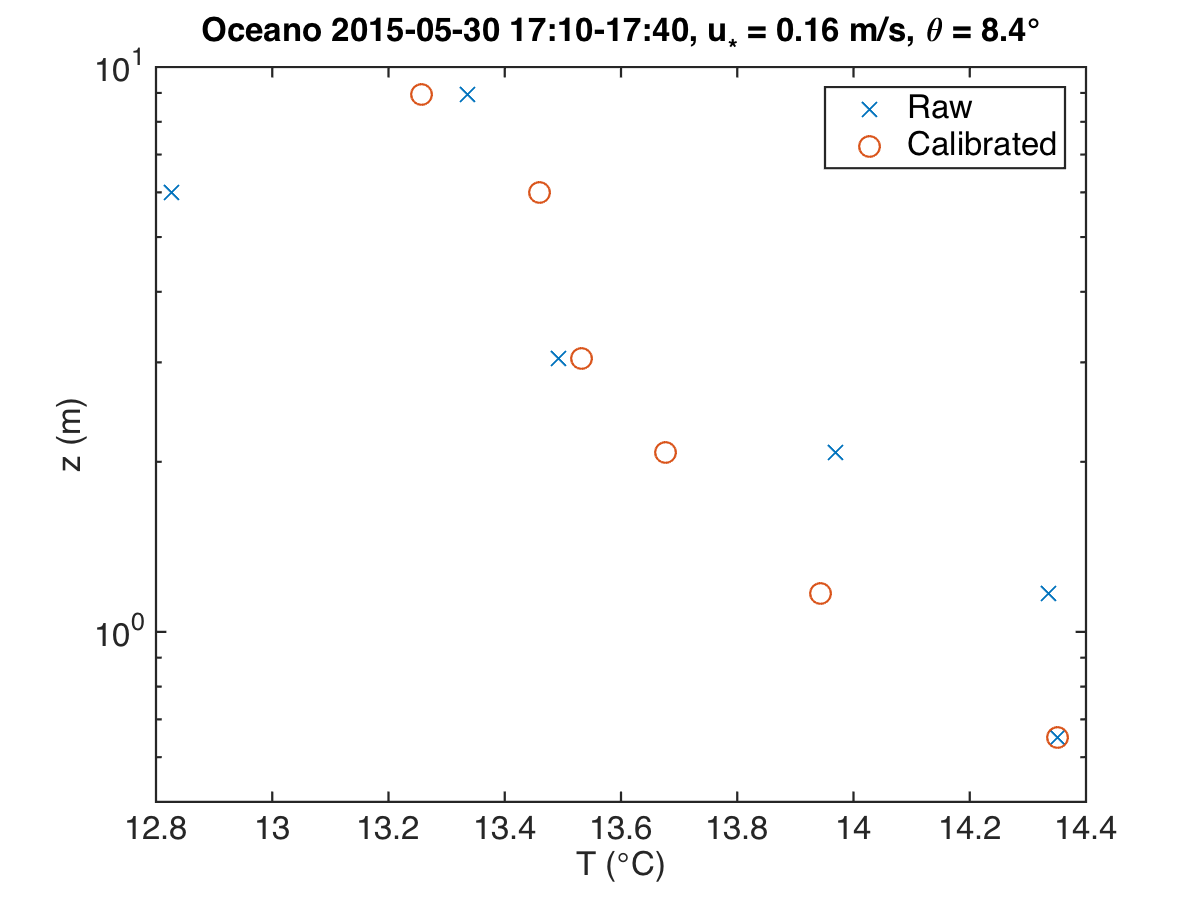 Oceano 2015-05-30 17:10-17:40, u* = 0.16 m/s, θ = 8.4°
10^1
Raw
Calibrated
z (m)
10^0
12.8 13 13.2 13.4 13.6 13.8 14 14.2 14.4
T (°C)